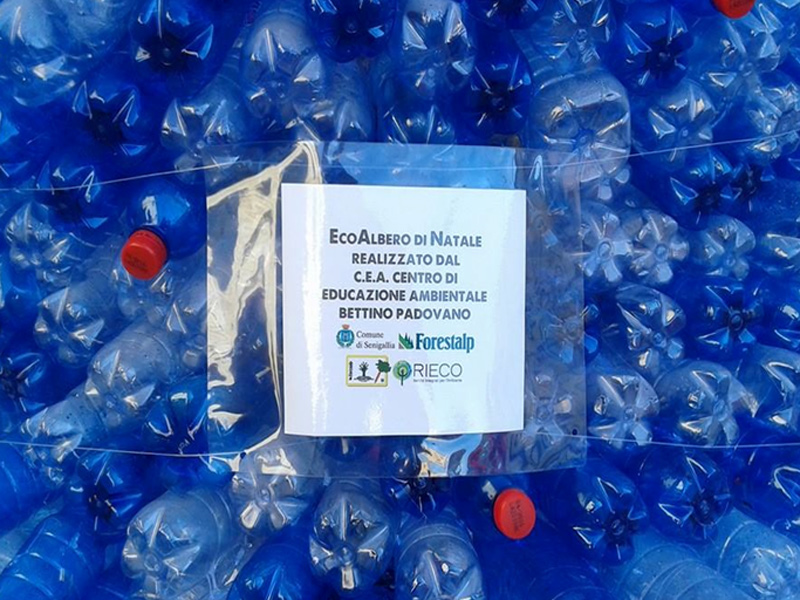 EcoAlbero di Natale
realizzato dal
C.E.A. Centro di
Educazione Ambientale
Bettino Padovano
Comune
di Senigallia
Forestalp
RIECO